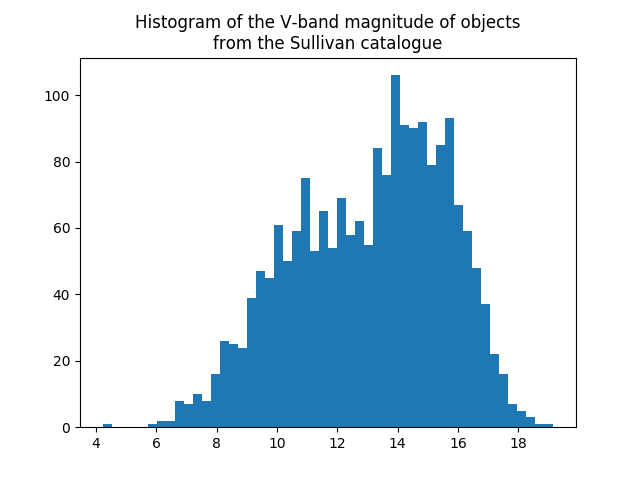 Histogram of the V-band magnitude of objects
from the Sullivan catalogue
100
80
60
40
20
0
4 6 8 10 12 14 16 18